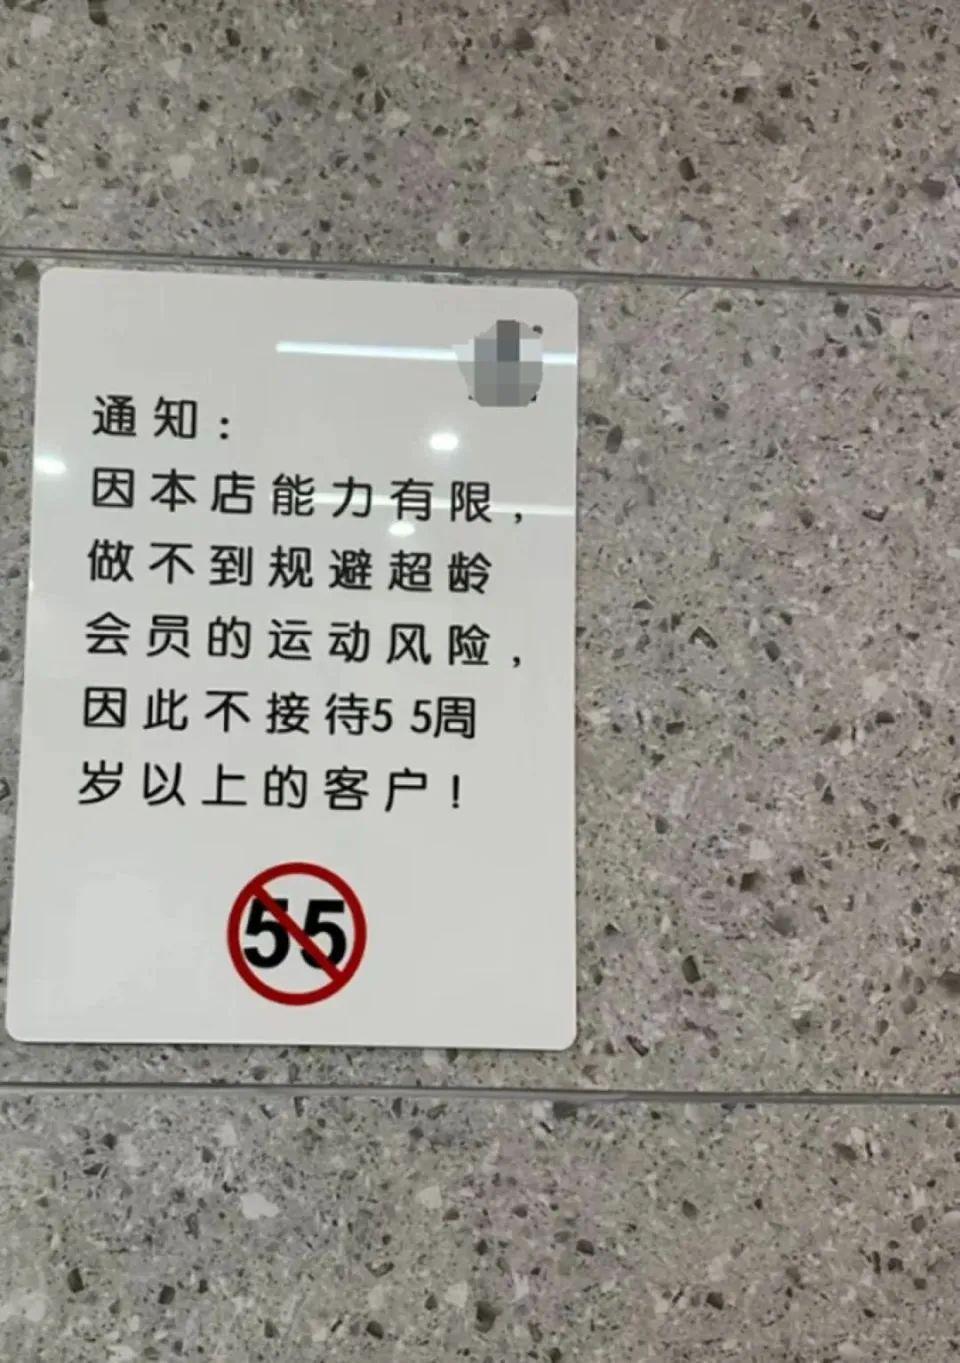 通知：
因本店能力有限，
做不到规避超龄
会员的运动风险，
因此不接待55周
岁以上的客户！
55